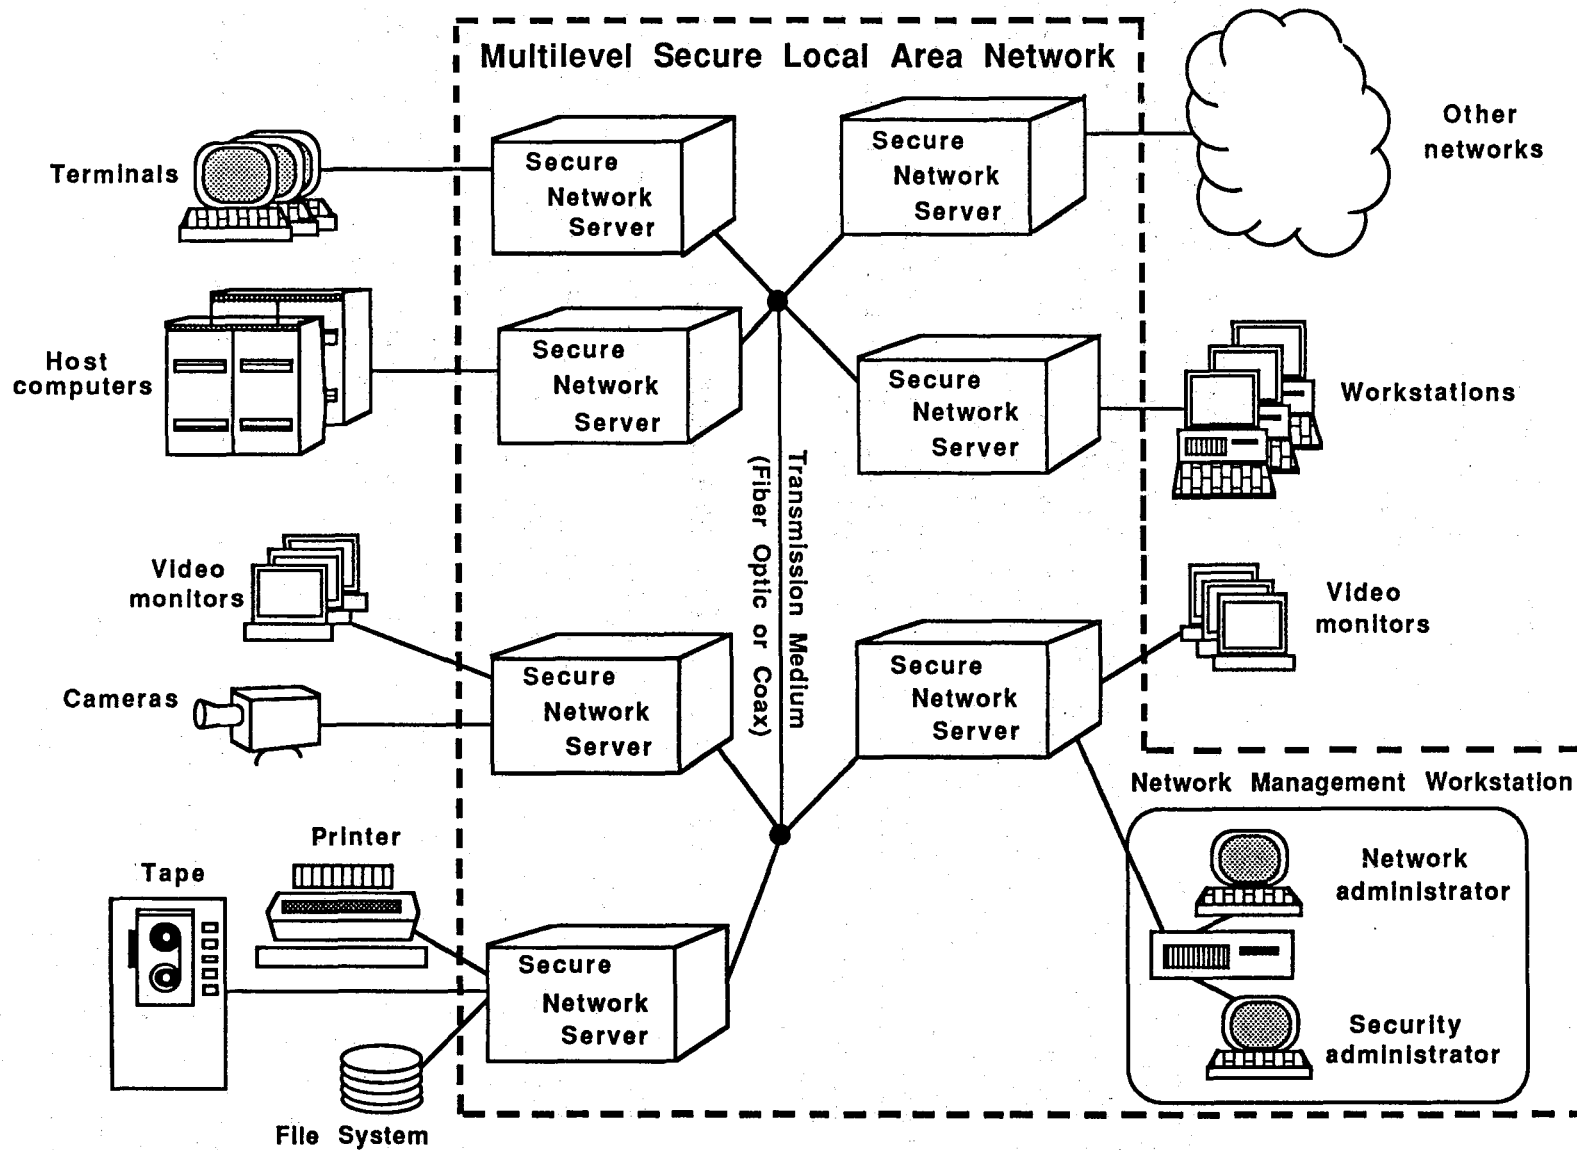 Multilevel Secure Local Area Network
Terminals
Secure
Network
Server
Secure
Network
Server
Other
networks
Host
computers
Secure
Network
Server
Secure
Network
Server
Workstations
Transmission Medium
(Fiber Optic or Coax)
Video
monitors
Cameras
Secure
Network
Server
Secure
Network
Server
Video
monitors
Network Management Workstation
Network
administrator
Security
administrator
Printer
Tape
Secure
Network
Server
File System